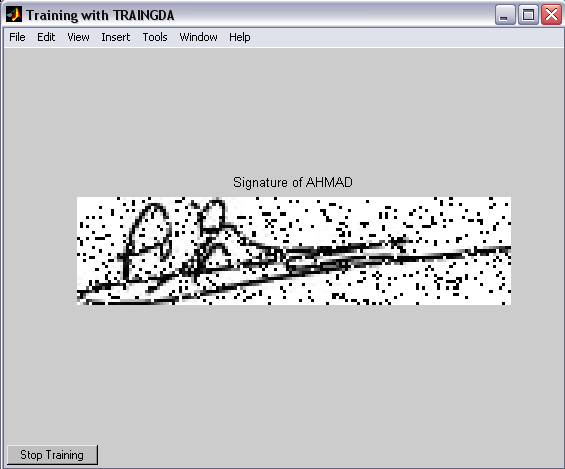 Training with TRAINGDA
File Edit View Insert Tools Window Help
Signature of AHMAD
Stop Training